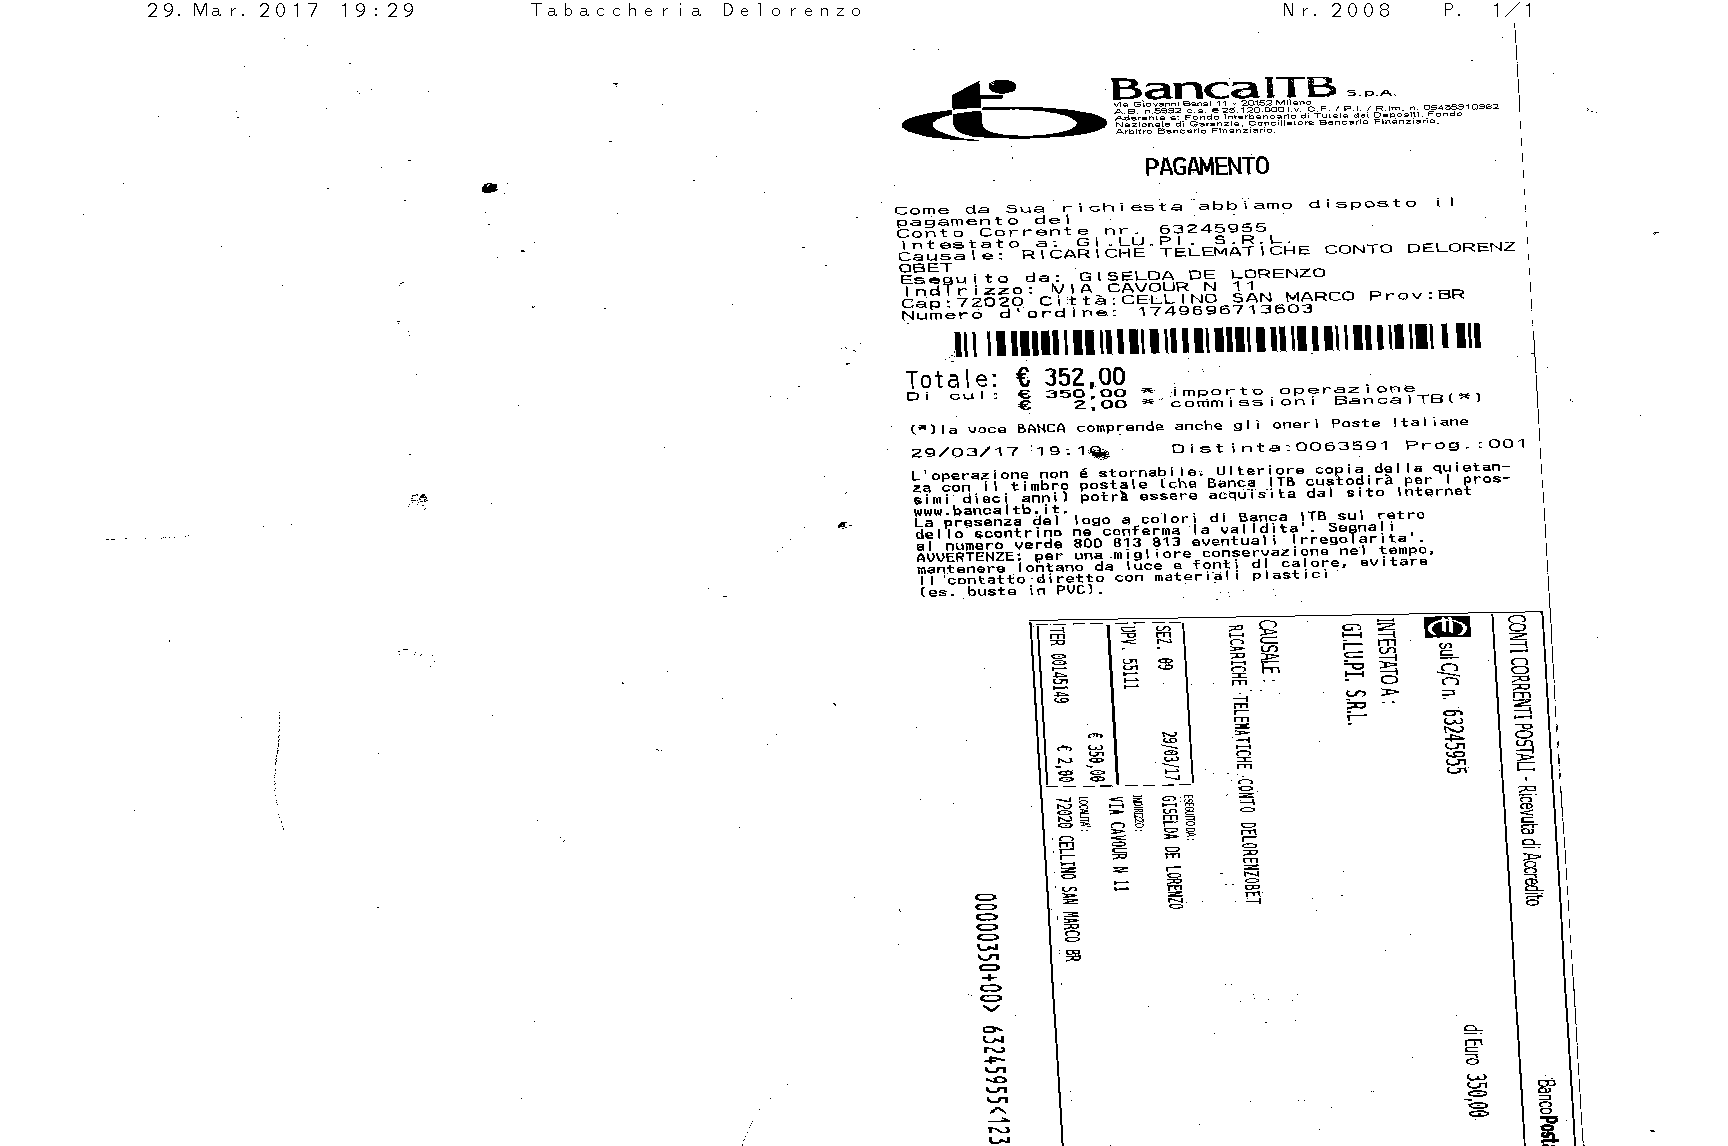 29.Mar.2017 19:29 Tabaccheria Delorenzo Nr.2008 P. 1/1
BancaITB S.p.A.
Via Giovanni Bensi 11 - 20152 Milano
A.B. n.5692 c.s. € 26.120.000 i.v. C.F. / P.I. / R.Im. n.
Aderente a: Fondo Interbancario di Tutela dei Depositi, Fondo
Nazionale di Garanzia, Conciliatore Bancario Finanziario,
Arbitro Bancario Finanziario.
PAGAMENTO
Come da Sua richiesta abbiamo disposto il
pagamento del
Conto Corrente nr. 63245955
Intestato a: GI.LU.PI. S.R.L.
Causale: RICARICHE TELEMATICHE CONTO DELORENZ
OBET
Eseguito da: GISELDA DE LORENZO
Indirizzo: VIA CAVOUR N 11
Cap:72020 Città:CELLINO SAN MARCO Prov:BR
Numero d'ordine: 1749696713603
Totale: € 352,00
Di cui: € 350,00 * importo operazione
€ 2,00 * commissioni BancaITB(*)
(*)la voce BANCA comprende anche gli oneri Poste Italiane
29/03/17 19:19 Distinta:0063591 Prog.:001
L'operazione non é stornabile. Ulteriore copia della quietan-
za con il timbro postale (che Banca ITB custodirà per i pros-
simi dieci anni) potrà essere acquisita dal sito internet
www.bancaitb.it.
La presenza del logo a colori di Banca ITB sul retro
dello scontrino ne conferma la validita'. Segnali
al numero verde 800 813 813 eventuali irregolarita'.
AVVERTENZE: per una migliore conservazione nel tempo,
mantenere lontano da luce e fonti di calore, evitare
il contatto diretto con materiali plastici
(es. buste in PVC).
CONTI CORRENTI POSTALI - Ricevuta di Accredito BancoPost
sul C/C n. 63245955 di Euro 350,00
INTESTATO A:
GI.LU.PI. S.R.L.
CAUSALE:
RICARICHE TELEMATICHE CONTO DELORENZOBET
SEZ. 09 29/03/17
UPV. 55111
€ 350,00
TER 00145149 € 2,00
ESEGUITO DA:
GISELDA DE LORENZO
INDIRIZZO:
VIA CAVOUR N 11
LOCALITA':
72020 CELLINO SAN MARCO BR
00000350+00> 63245955<123